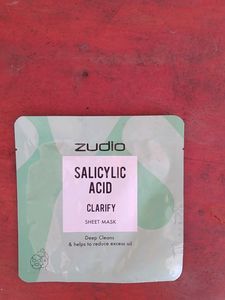 zudio
SALICYLIC
ACID
CLARIFY
SHEET MASK
Deep Cleans
& helps to reduce excess oil